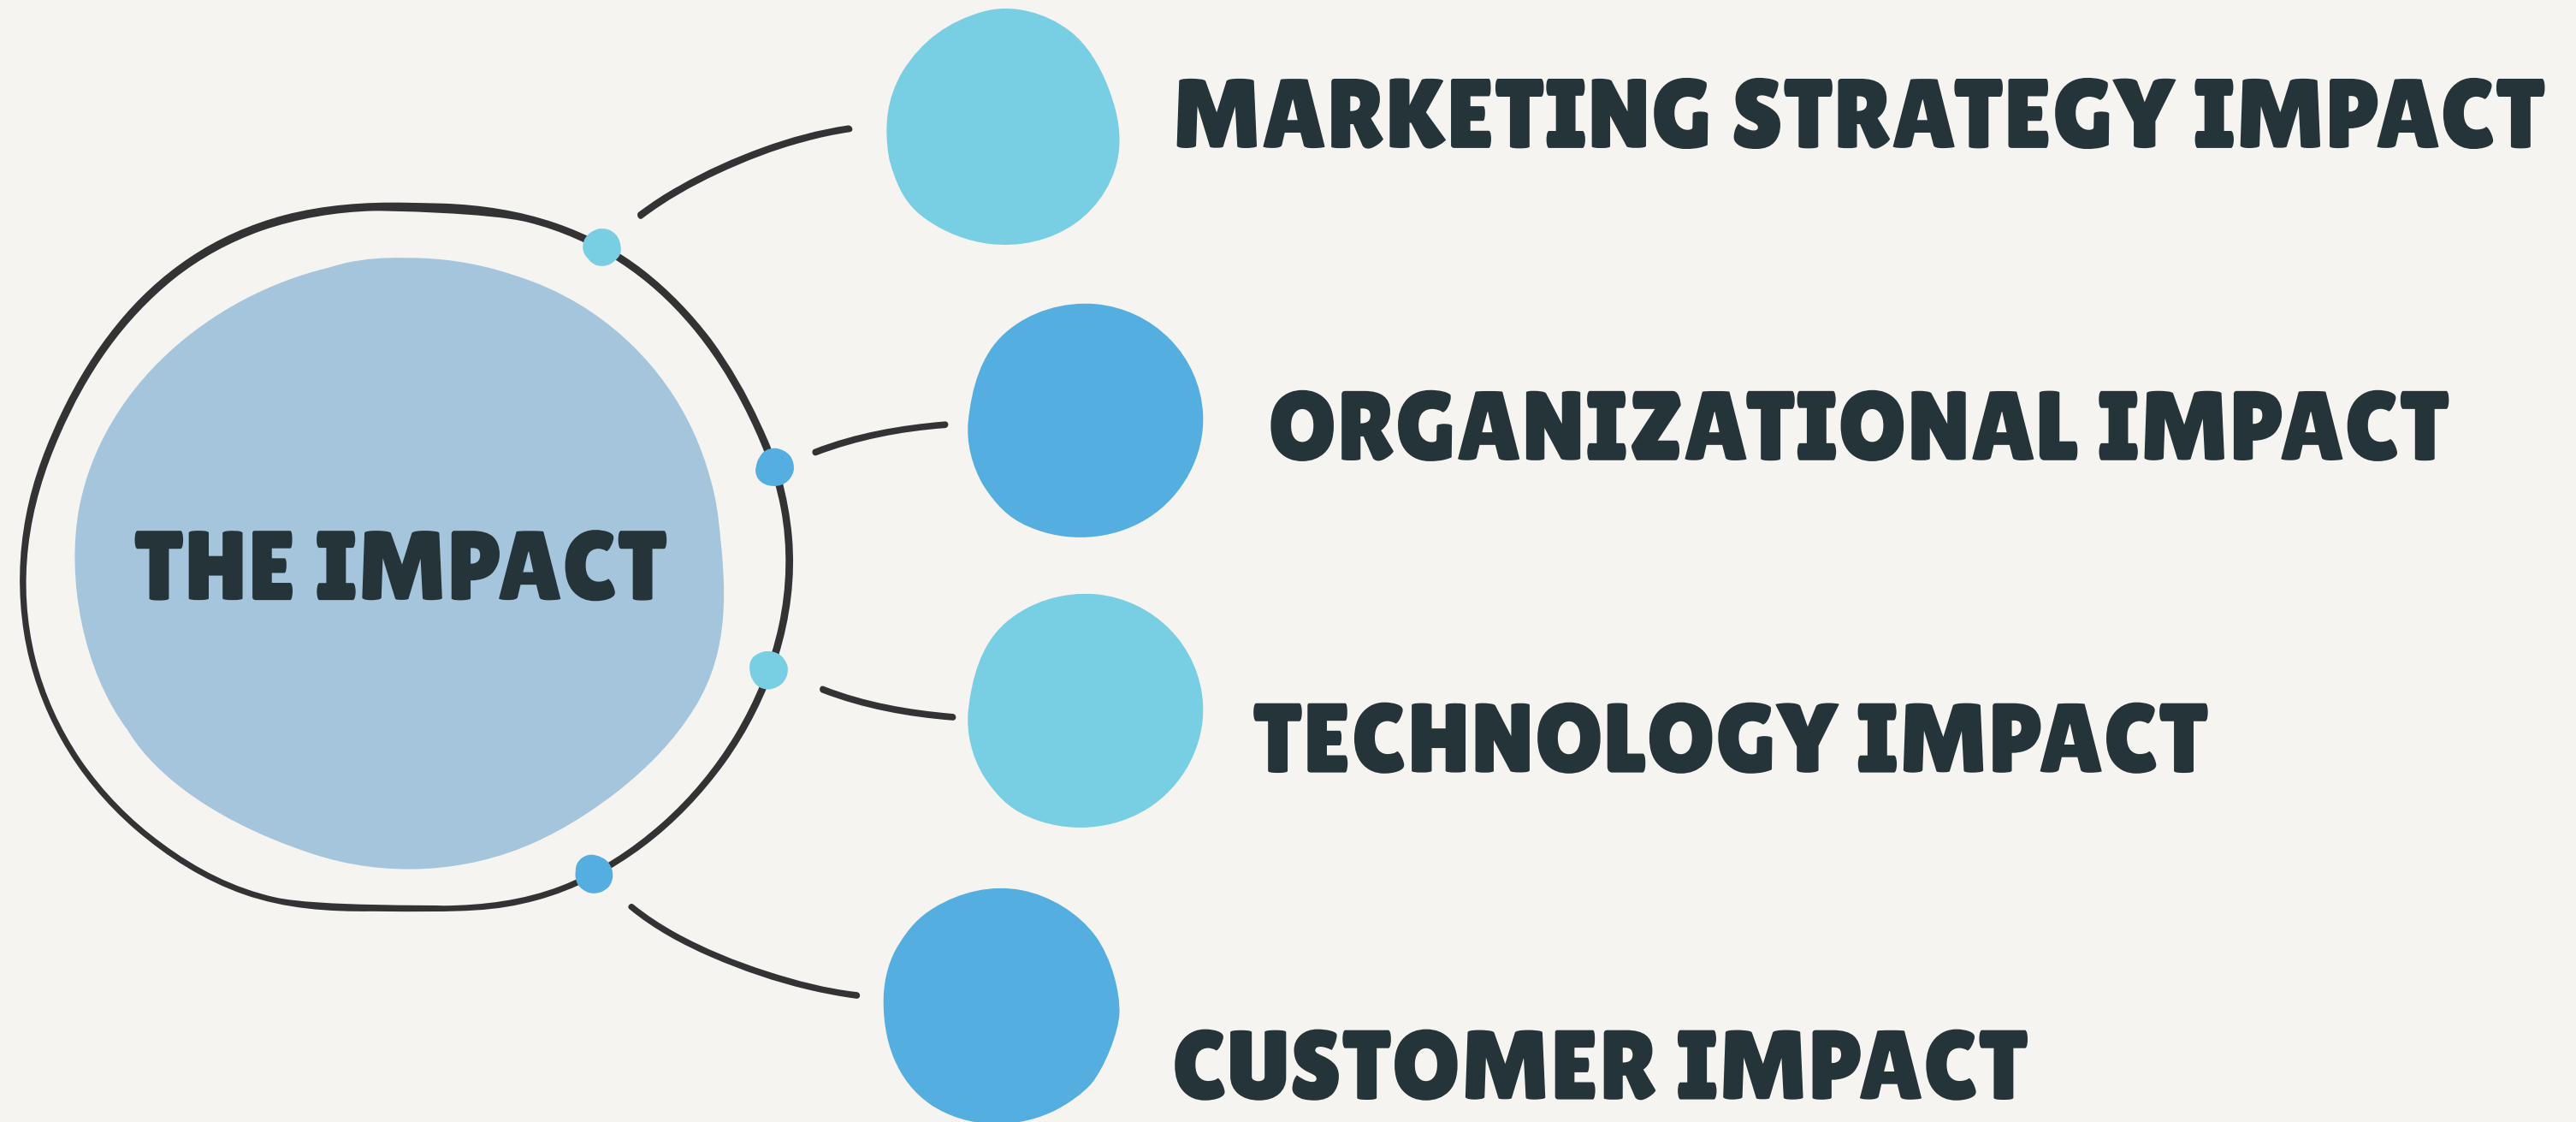 MARKETING STRATEGY IMPACT
ORGANIZATIONAL IMPACT
THE IMPACT
TECHNOLOGY IMPACT
CUSTOMER IMPACT